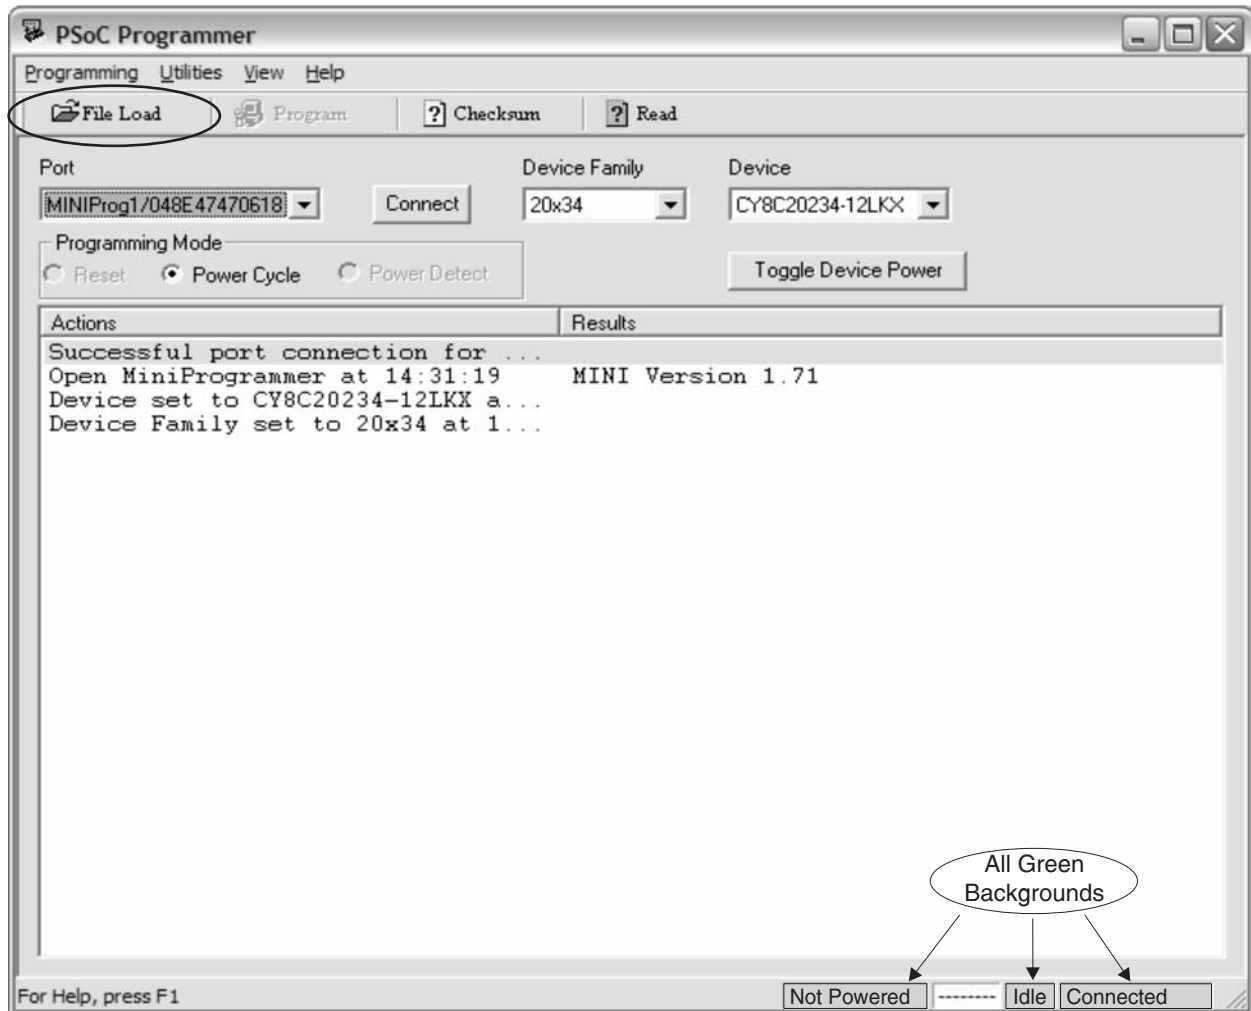 PSoC Programmer
Programming Utilities View Help
File Load Program ? Checksum ? Read
Port Device Family Device
MINIProg1/048E47470618 Connect 20x34 CY8C20234-12LKX
Programming Mode
Reset Power Cycle Power Detect Toggle Device Power
Actions Results
Successful port connection for ...
Open MiniProgrammer at 14:31:19 MINI Version 1.71
Device set to CY8C20234-12LKX a...
Device Family set to 20x34 at 1...
All Green
Backgrounds
For Help, press F1 Not Powered -------- Idle Connected